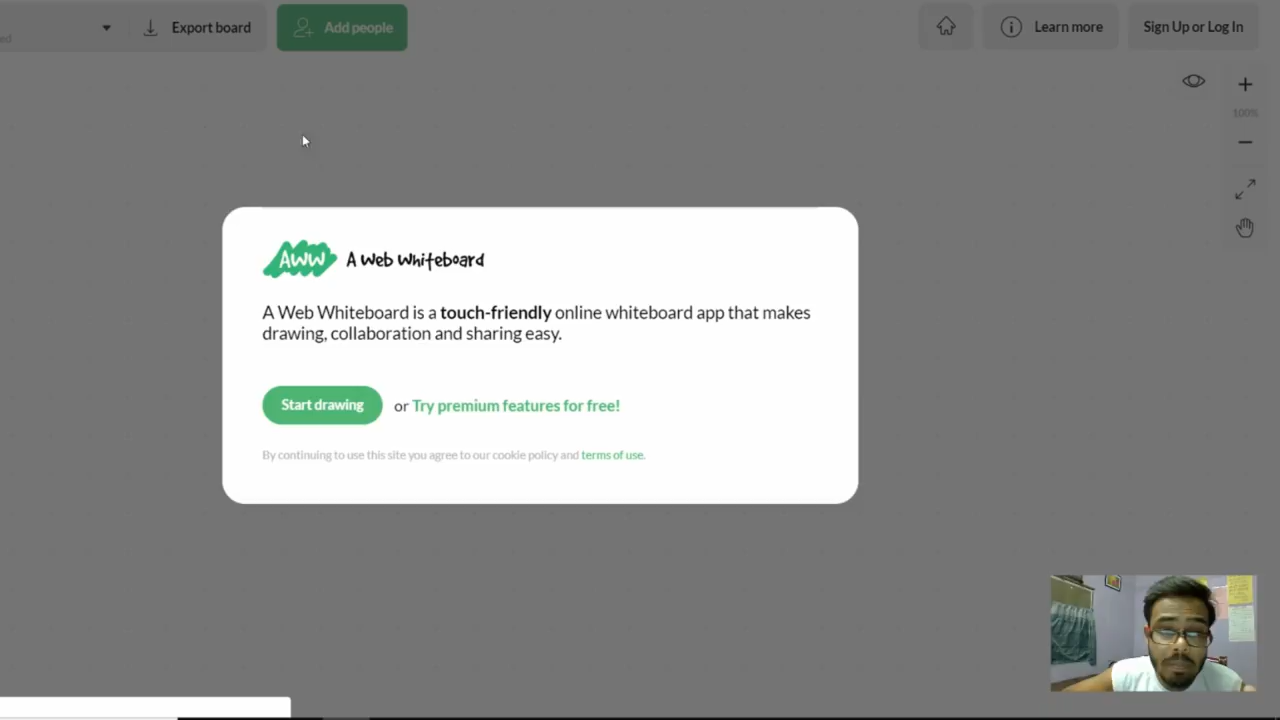 ed
Export board
Add people
Learn more
Sign Up or Log In
100%
AWW A Web Whiteboard
A Web Whiteboard is a touch-friendly online whiteboard app that makes
drawing, collaboration and sharing easy.
Start drawing or Try premium features for free!
By continuing to use this site you agree to our cookie policy and terms of use.